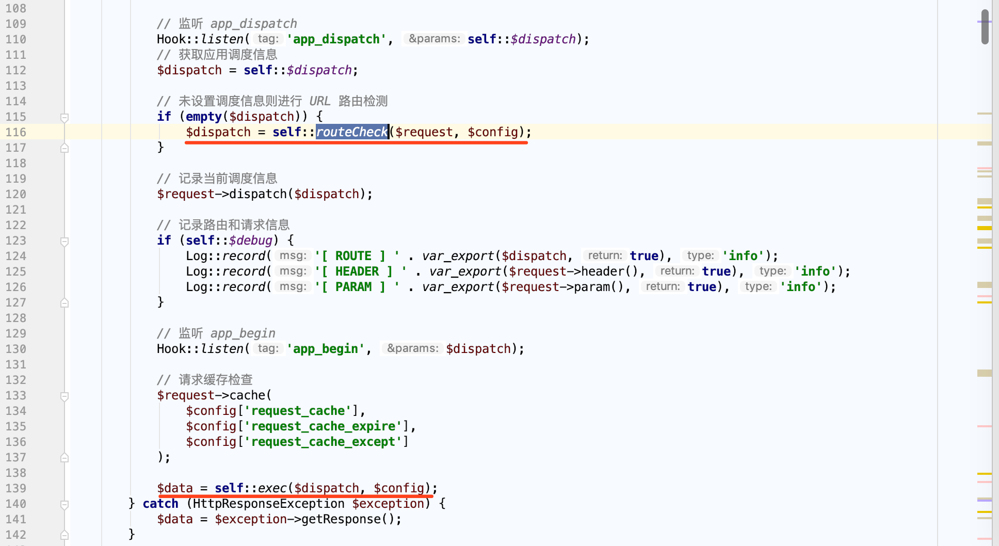 108
109 // 监听 app_dispatch
110 Hook::listen( tag: 'app_dispatch', &params: self::$dispatch);
111 // 获取应用调度信息
112 $dispatch = self::$dispatch;
113
114 // 未设置调度信息则进行 URL 路由检测
115 if (empty($dispatch)) {
116 $dispatch = self::routeCheck($request, $config);
117 }
118
119 // 记录当前调度信息
120 $request->dispatch($dispatch);
121
122 // 记录路由和请求信息
123 if (self::$debug) {
124 Log::record( msg: '[ ROUTE ] ' . var_export($dispatch, return: true), type: 'info');
125 Log::record( msg: '[ HEADER ] ' . var_export($request->header(), return: true), type: 'info');
126 Log::record( msg: '[ PARAM ] ' . var_export($request->param(), return: true), type: 'info');
127 }
128
129 // 监听 app_begin
130 Hook::listen( tag: 'app_begin', &params: $dispatch);
131
132 // 请求缓存检查
133 $request->cache(
134 $config['request_cache'],
135 $config['request_cache_expire'],
136 $config['request_cache_except']
137 );
138
139 $data = self::exec($dispatch, $config);
140 } catch (HttpResponseException $exception) {
141 $data = $exception->getResponse();
142 }